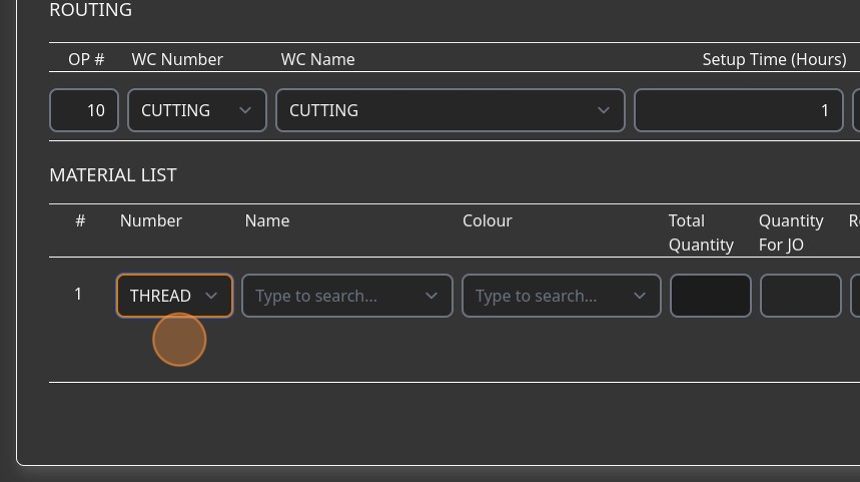 ROUTING
OP # WC Number WC Name Setup Time (Hours)
10 CUTTING CUTTING 1
MATERIAL LIST
# Number Name Colour Total Quantity Quantity For JO
1 THREAD Type to search... Type to search...